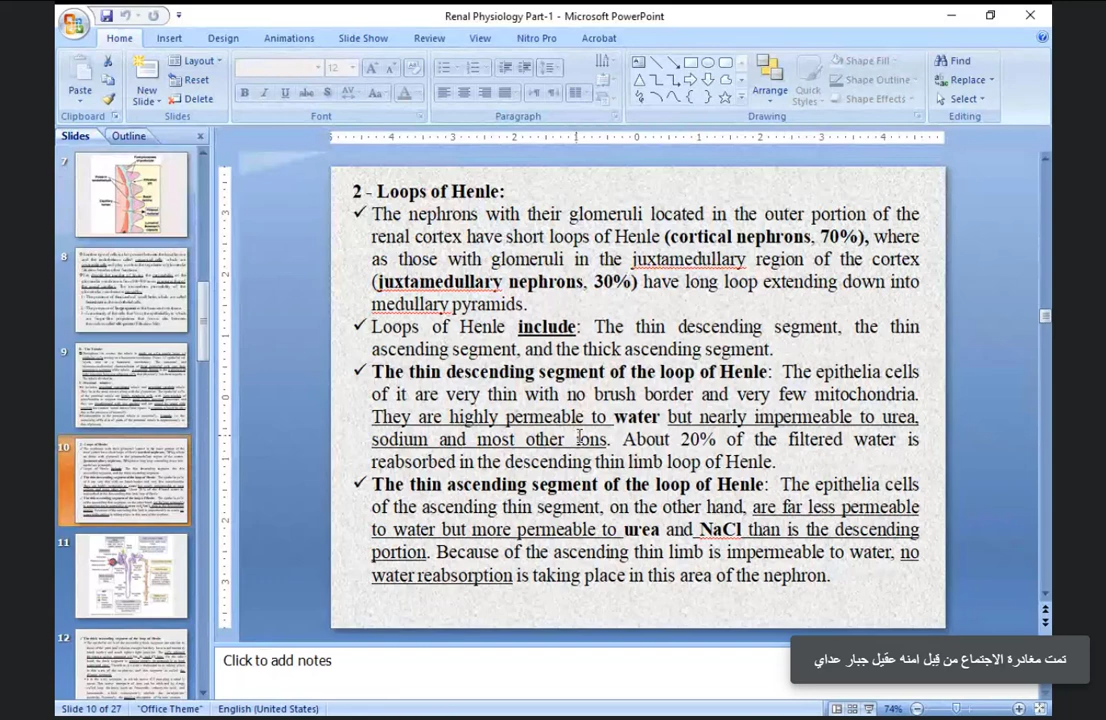 Renal Physiology Part-1 - Microsoft PowerPoint
Home Insert Design Animations Slide Show Review View Nitro Pro Acrobat
Paste
Clipboard
New
Slide
Layout
Reset
Delete
Slides
12
B I U abe S AV Aa A
Font
Paragraph
Arrange
Quick
Styles
Shape Fill
Shape Outline
Shape Effects
Drawing
Find
Replace
Select
Editing
Slides Outline
7
8
9
10
11
12
2 - Loops of Henle:
✓ The nephrons with their glomeruli located in the outer portion of the
renal cortex have short loops of Henle (cortical nephrons, 70%), where
as those with glomeruli in the juxtamedullary region of the cortex
(juxtamedullary nephrons, 30%) have long loop extending down into
medullary pyramids.
✓ Loops of Henle include: The thin descending segment, the thin
ascending segment, and the thick ascending segment.
✓ The thin descending segment of the loop of Henle: The epithelia cells
of it are very thin with no brush border and very few mitochondria.
They are highly permeable to water but nearly impermeable to urea,
sodium and most other ions. About 20% of the filtered water is
reabsorbed in the descending thin limb loop of Henle.
✓ The thin ascending segment of the loop of Henle: The epithelia cells
of the ascending thin segment, on the other hand, are far less permeable
to water but more permeable to urea and NaCl than is the descending
portion. Because of the ascending thin limb is impermeable to water, no
water reabsorption is taking place in this area of the nephron.
Click to add notes
تمت مغادرة الاجتماع من قبل امنه عقيل جبار عداي
Slide 10 of 27 "Office Theme" English (United States) 74%